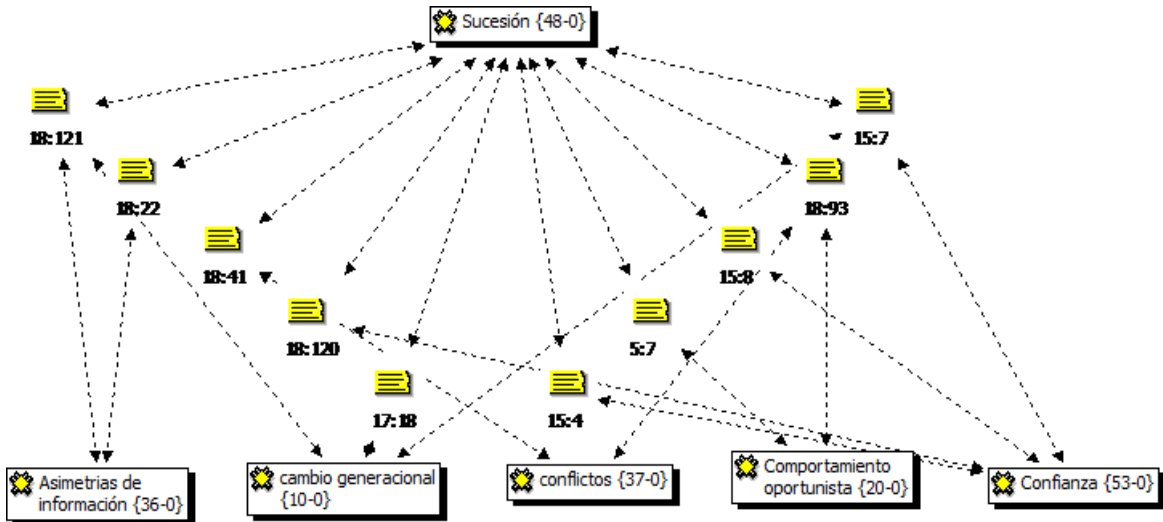 Sucesión {48-0}
18:121
15:7
18:22
18:93
18:41
15:8
18:120
5:7
17:18
15:4
Asimetrias de
información {36-0}
cambio generacional
{10-0}
conflictos {37-0}
Comportamiento
oportunista {20-0}
Confianza {53-0}